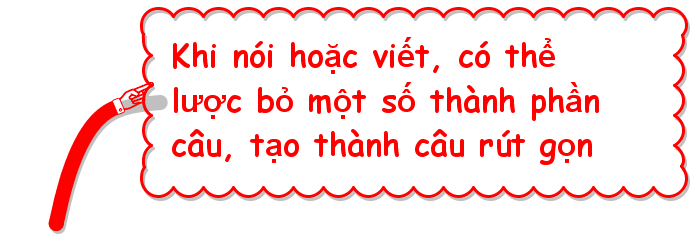 Khi nói hoặc viết, có thể
lược bỏ một số thành phần
câu, tạo thành câu rút gọn